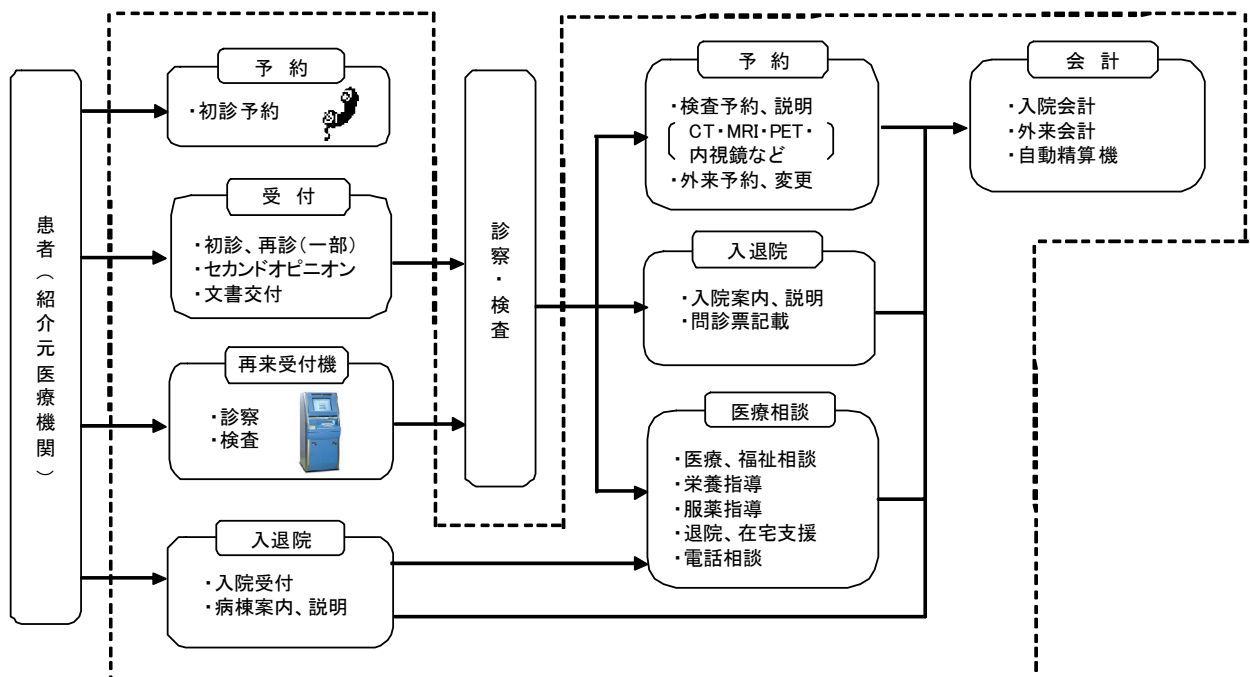 患者（紹介元医療機関）
予 約
・初診予約
受 付
・初診、再診（一部）
・セカンドオピニオン
・文書交付
再来受付機
・診察
・検査
入退院
・入院受付
・病棟案内、説明
診察・検査
予 約
・検査予約、説明
CT・MRI・PET・
内視鏡など
・外来予約、変更
入退院
・入院案内、説明
・問診票記載
医療相談
・医療、福祉相談
・栄養指導
・服薬指導
・退院、在宅支援
・電話相談
会 計
・入院会計
・外来会計
・自動精算機